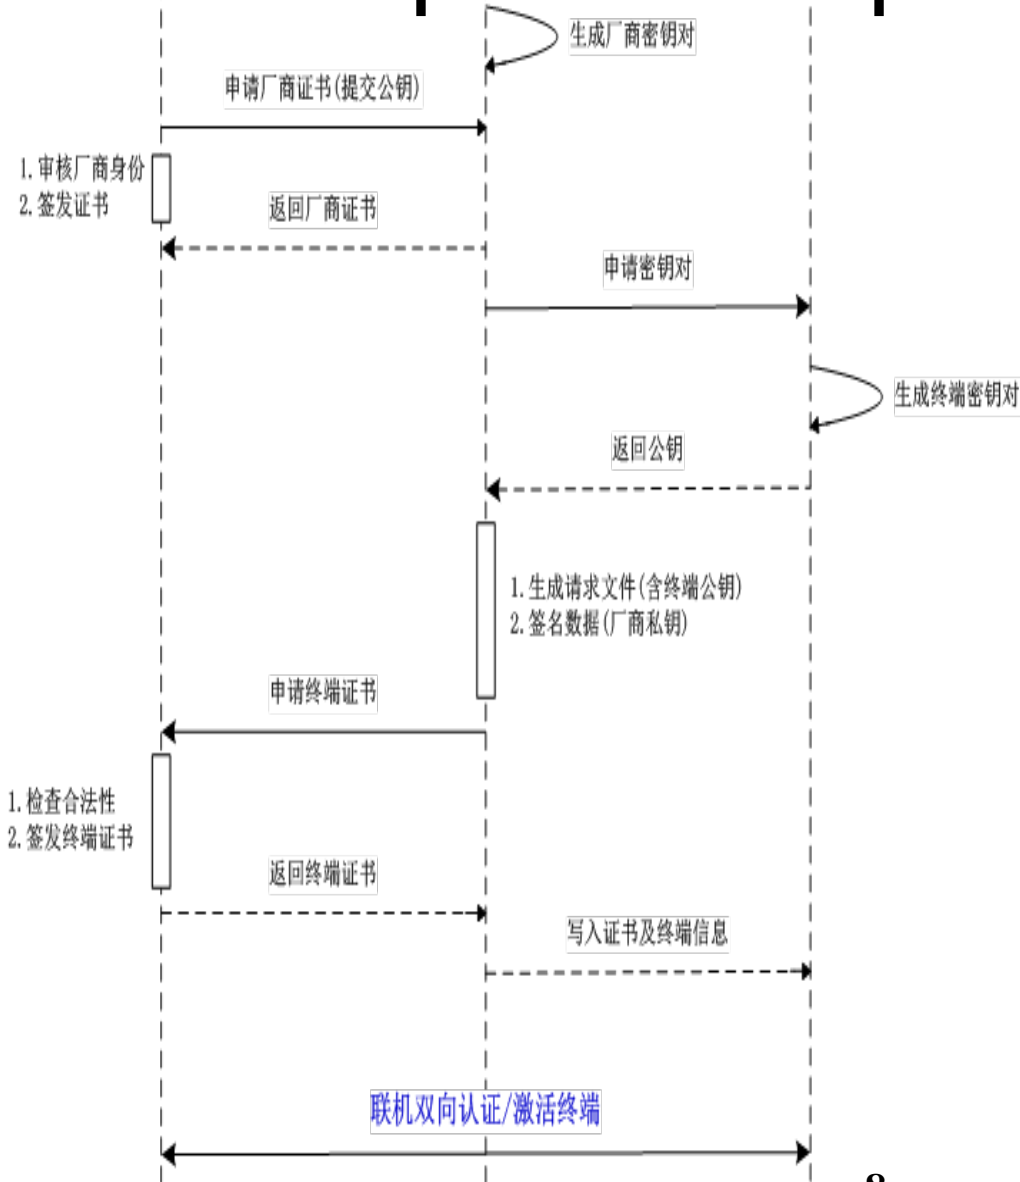 生成厂商密钥对
申请厂商证书(提交公钥)
1.审核厂商身份
2.签发证书
返回厂商证书
申请密钥对
生成终端密钥对
返回公钥
1.生成请求文件(含终端公钥)
2.签名数据(厂商私钥)
申请终端证书
1.检查合法性
2.签发终端证书
返回终端证书
写入证书及终端信息
联机双向认证/激活终端